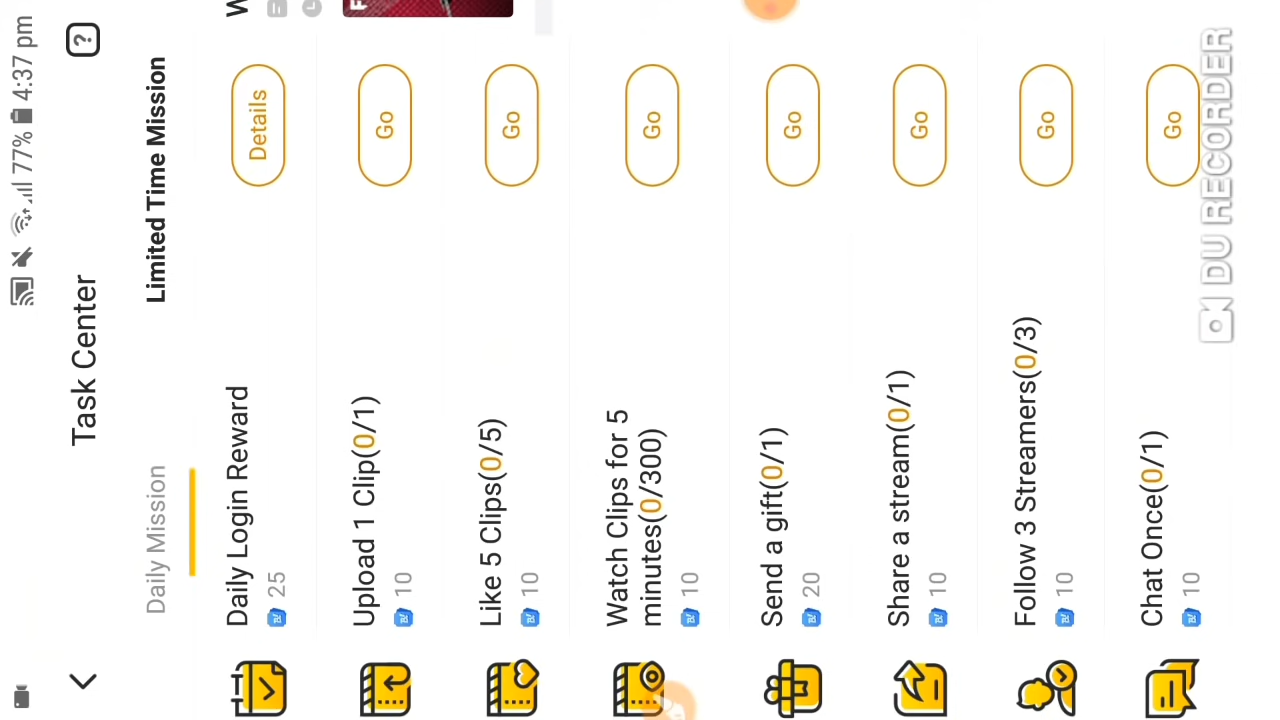 77% 4:37 pm
Task Center
?
Daily Mission
Limited Time Mission
Daily Login Reward
25
Details
Upload 1 Clip(0/1)
10
Go
Like 5 Clips(0/5)
10
Go
Watch Clips for 5
minutes(0/300)
10
Go
Send a gift(0/1)
20
Go
Share a stream(0/1)
10
Go
Follow 3 Streamers(0/3)
10
Go
Chat Once(0/1)
10
Go
DU RECORDER